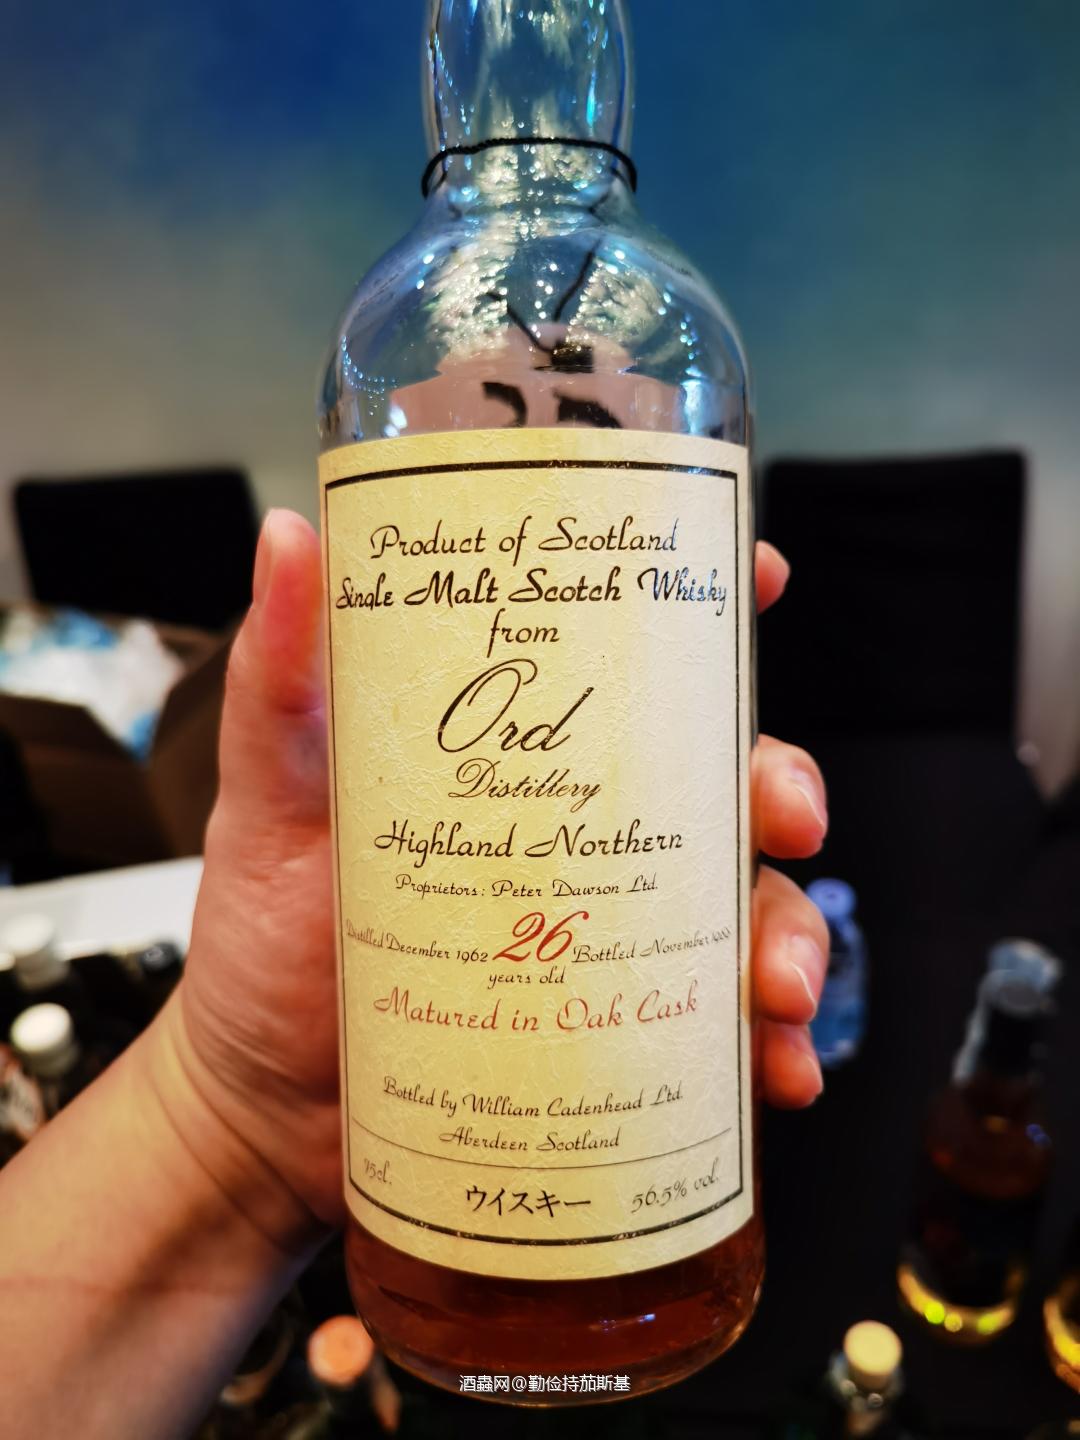 Product of Scotland
Single Malt Scotch Whisky
from
Ord
Distillery
Highland Northern
Proprietors: Peter Dawson Ltd.
Distilled December 1962 26 Bottled November
years old
Matured in Oak Cask
Bottled by William Cadenhead Ltd.
Aberdeen Scotland
75cl. ウイスキー 56.5% vol.
酒蟲网@勤俭持茄斯基